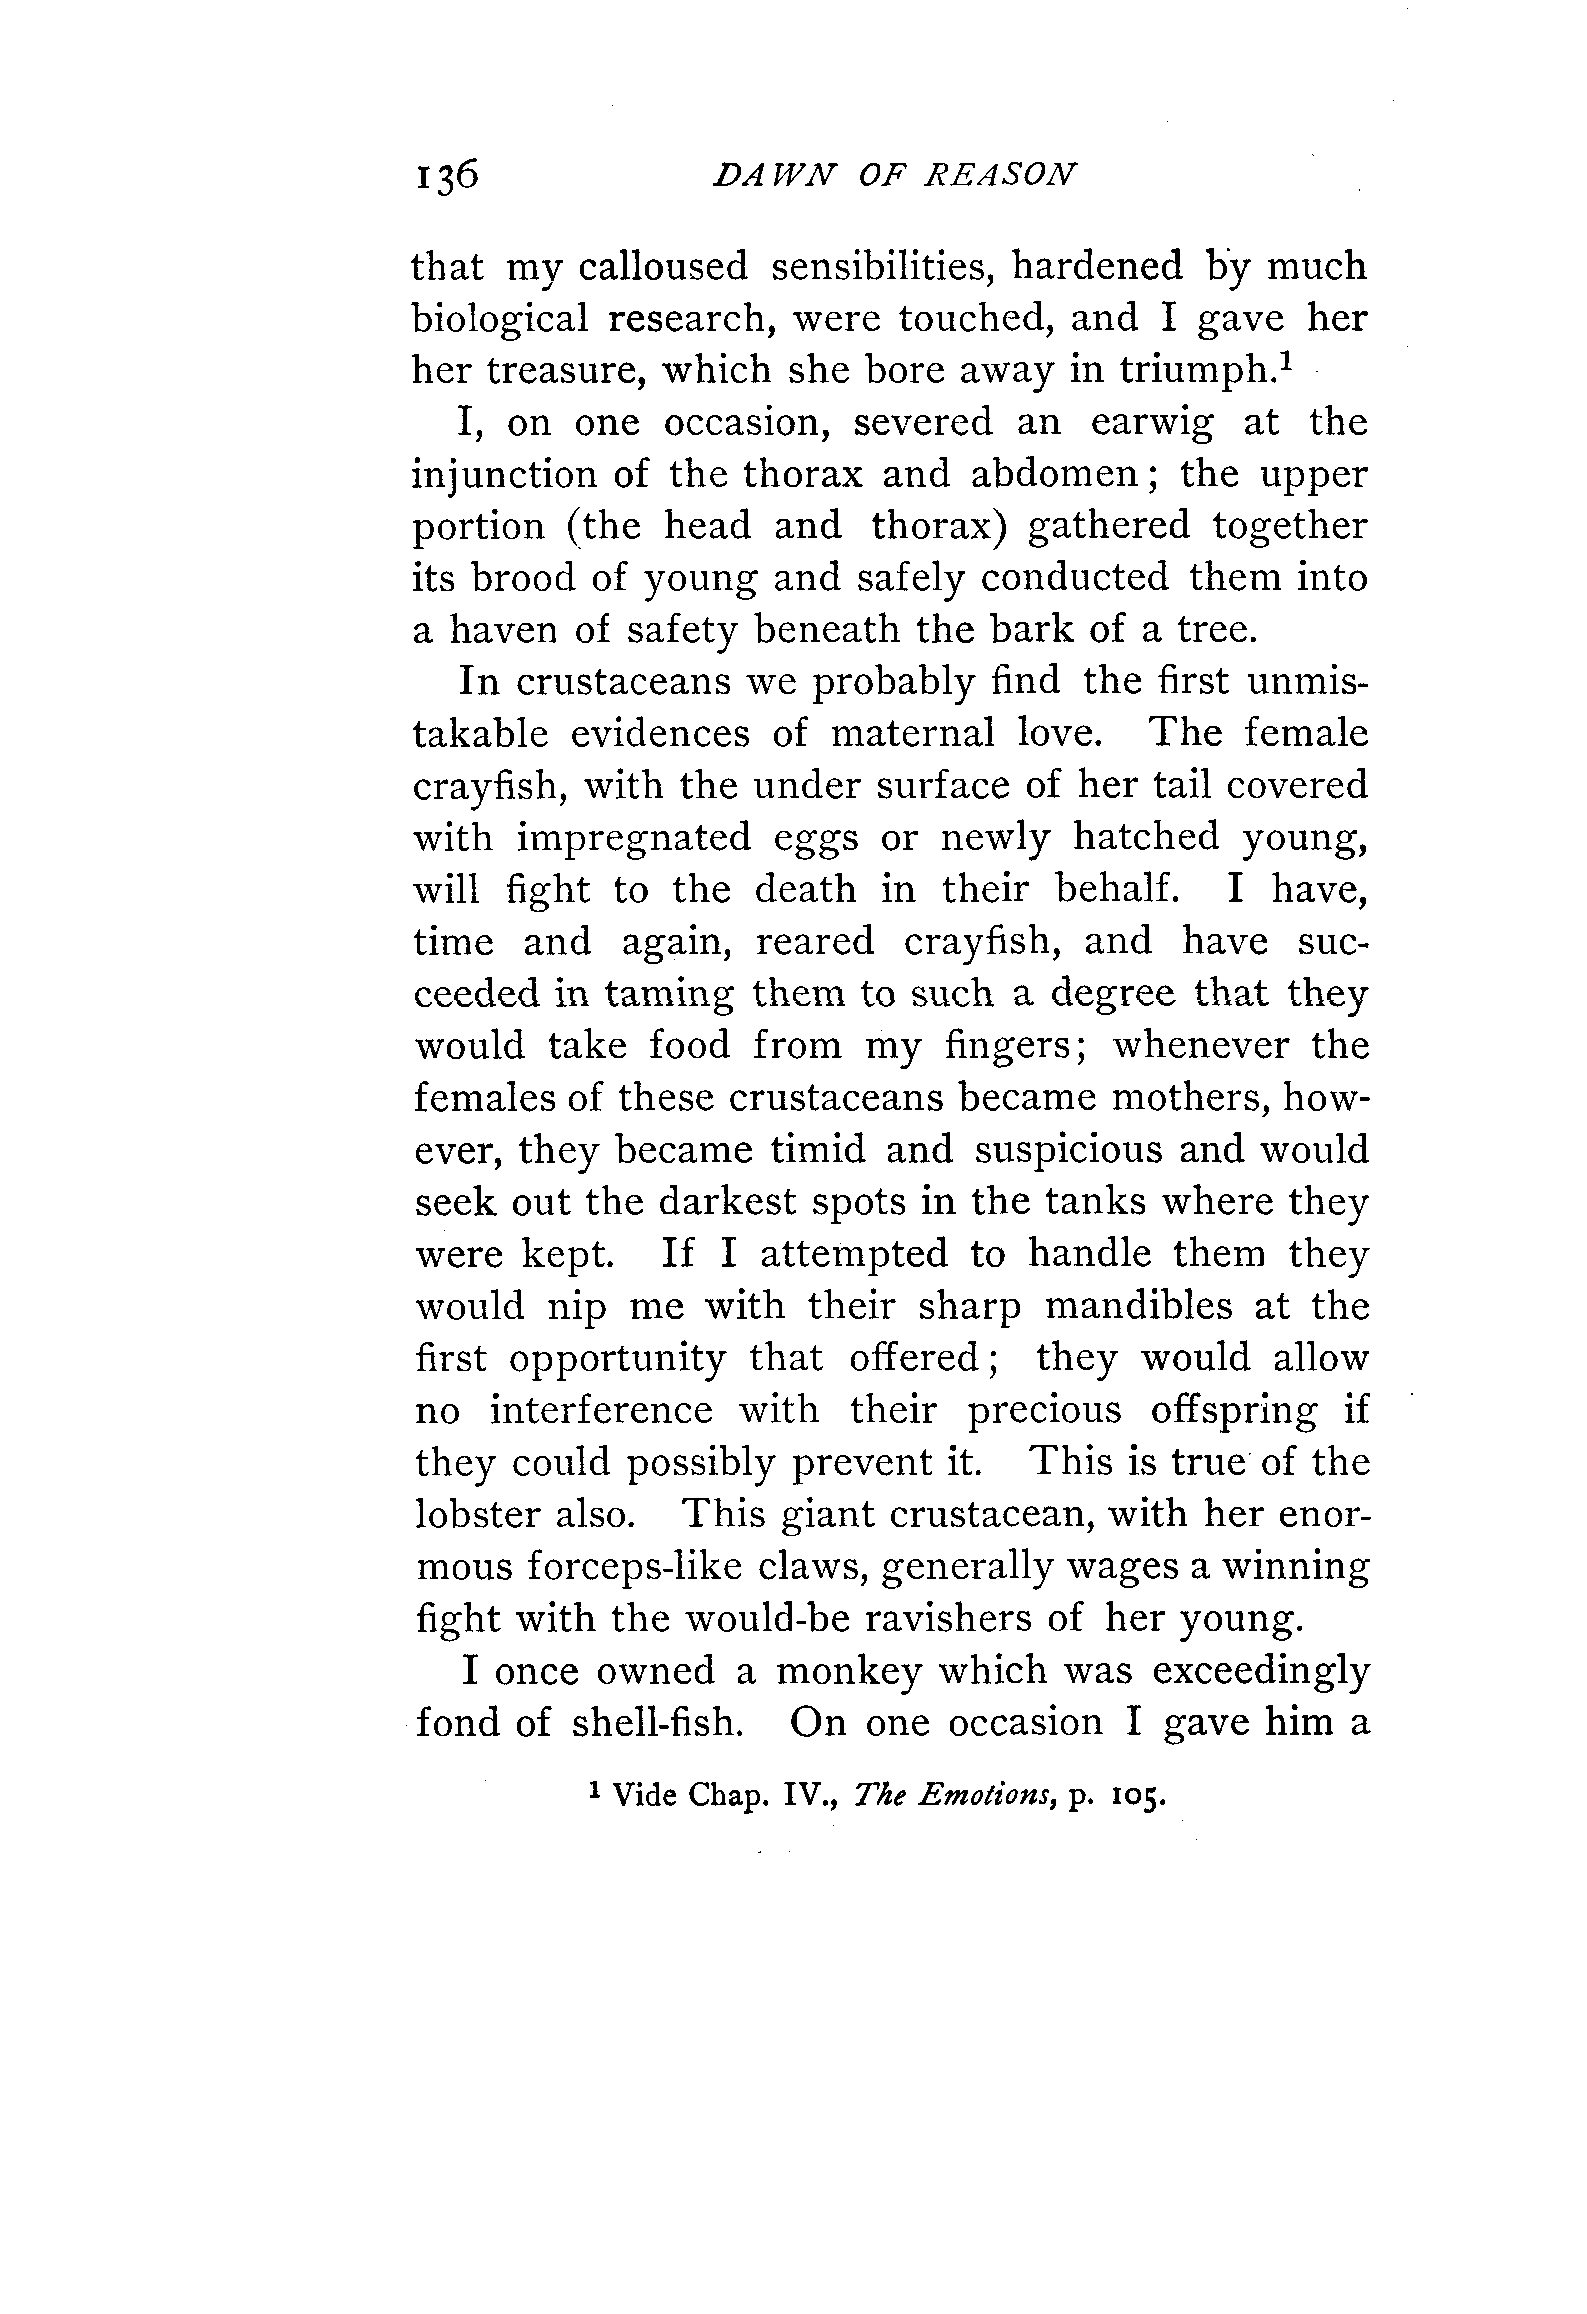 136 DAWN OF REASON
that my calloused sensibilities, hardened by much
biological research, were touched, and I gave her
her treasure, which she bore away in triumph.¹
I, on one occasion, severed an earwig at the
injunction of the thorax and abdomen; the upper
portion (the head and thorax) gathered together
its brood of young and safely conducted them into
a haven of safety beneath the bark of a tree.
In crustaceans we probably find the first unmis-
takable evidences of maternal love. The female
crayfish, with the under surface of her tail covered
with impregnated eggs or newly hatched young,
will fight to the death in their behalf. I have,
time and again, reared crayfish, and have suc-
ceeded in taming them to such a degree that they
would take food from my fingers; whenever the
females of these crustaceans became mothers, how-
ever, they became timid and suspicious and would
seek out the darkest spots in the tanks where they
were kept. If I attempted to handle them they
would nip me with their sharp mandibles at the
first opportunity that offered; they would allow
no interference with their precious offspring if
they could possibly prevent it. This is true of the
lobster also. This giant crustacean, with her enor-
mous forceps-like claws, generally wages a winning
fight with the would-be ravishers of her young.
I once owned a monkey which was exceedingly
fond of shell-fish. On one occasion I gave him a
¹ Vide Chap. IV., The Emotions, p. 105.